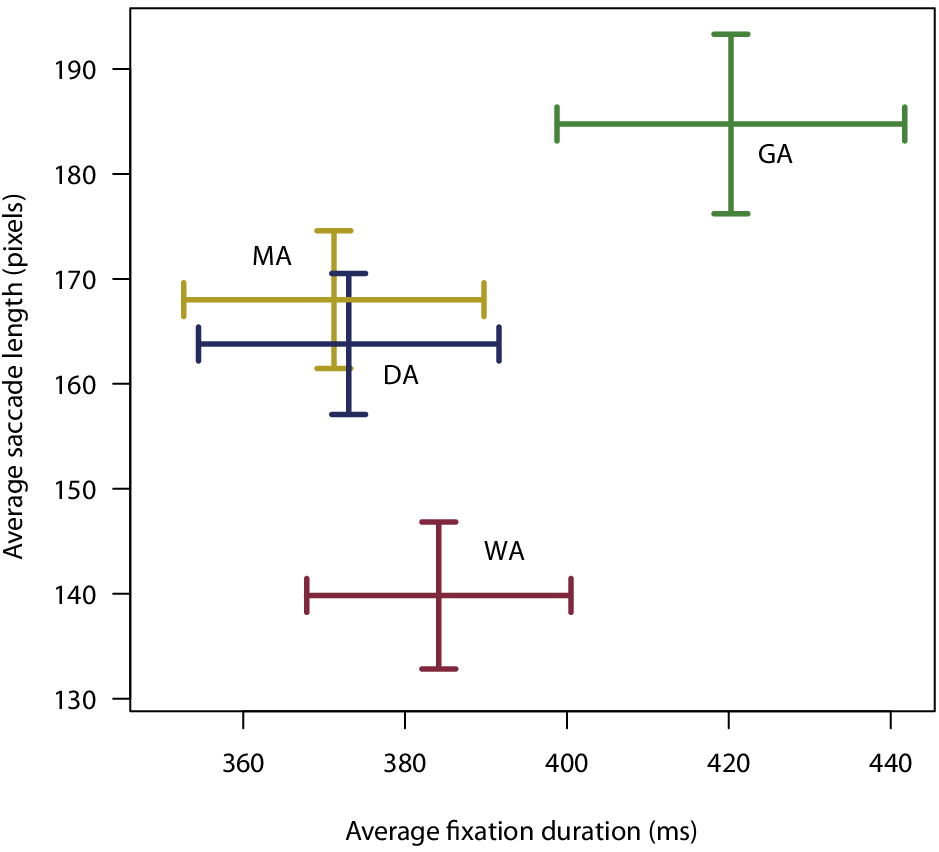 Average saccade length (pixels)
190
180
170
160
150
140
130
GA
MA
DA
WA
360 380 400 420 440
Average fixation duration (ms)